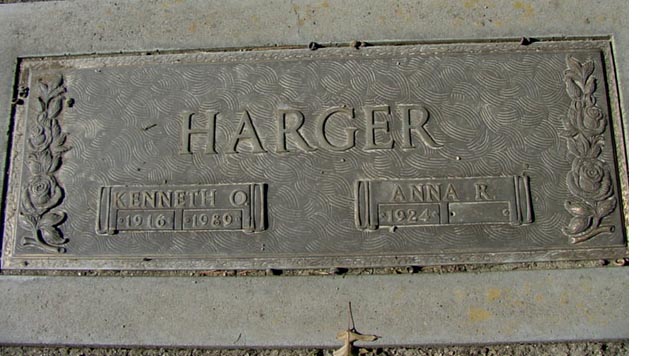 HARGER
KENNETH O.
1916 1989
ANNA R.
1924